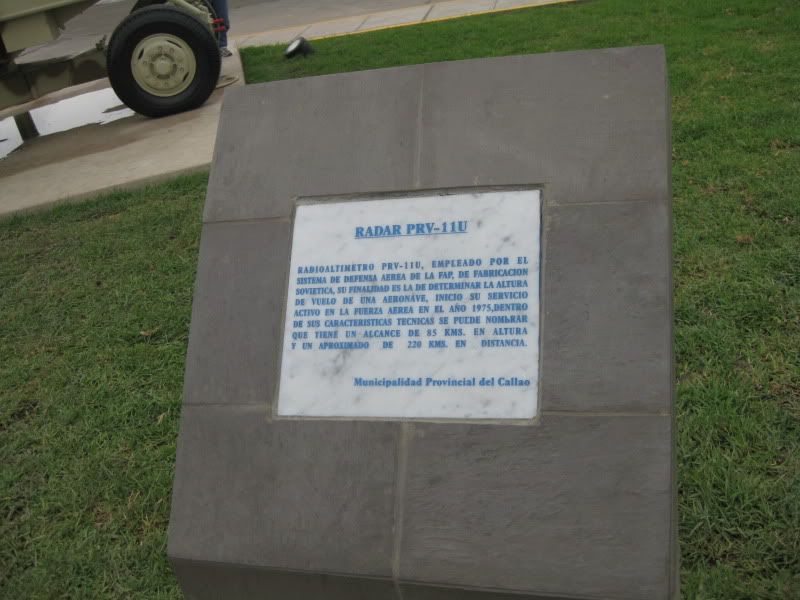 RADAR PRV-11U
RADIOALTIMETRO PRV-11U, EMPLEADO POR EL
SISTEMA DE DEFENSA AEREA DE LA FAP, DE FABRICACION
SOVIETICA, SU FINALIDAD ES LA DE DETERMINAR LA ALTURA
DE VUELO DE UNA AERONAVE, INICIO SU SERVICIO
ACTIVO EN LA FUERZA AEREA EN EL AÑO 1975,DENTRO
DE SUS CARACTERISTICAS TECNICAS SE PUEDE NOMBRAR
QUE TIENE UN ALCANCE DE 85 KMS. EN ALTURA
Y UN APROXIMADO DE 220 KMS. EN DISTANCIA.
Municipalidad Provincial del Callao